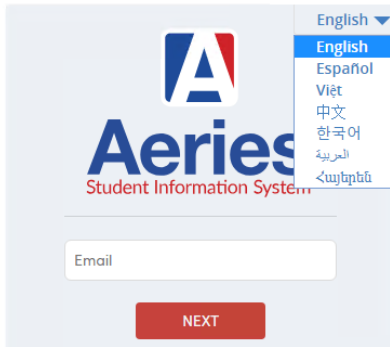 English
English
Español
Việt
中文
한국어
العربية
Հայերեն
Aeries
Student Information System
Email
NEXT